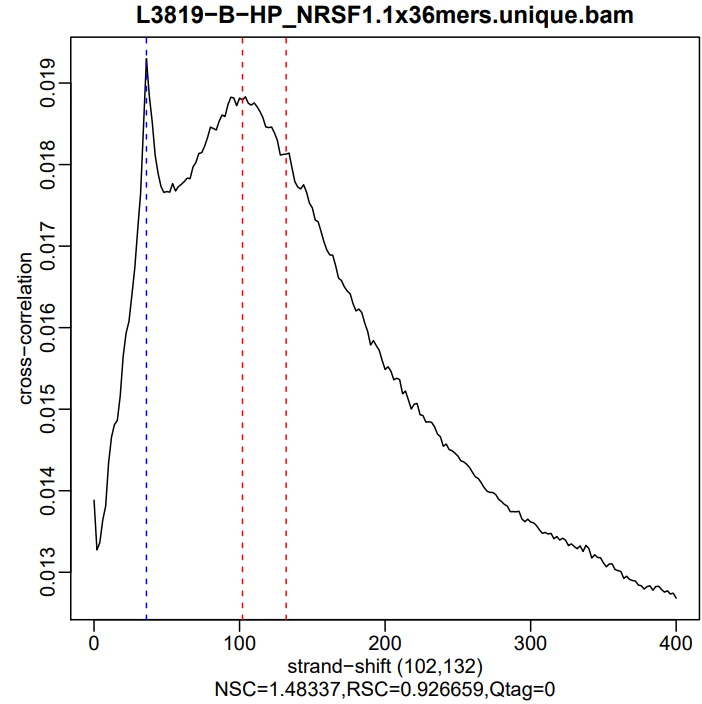 L3819−B−HP_NRSF1.1x36mers.unique.bam
cross−correlation
0.019
0.018
0.017
0.016
0.015
0.014
0.013
0 100 200 300 400
strand−shift (102,132)
NSC=1.48337,RSC=0.926659,Qtag=0